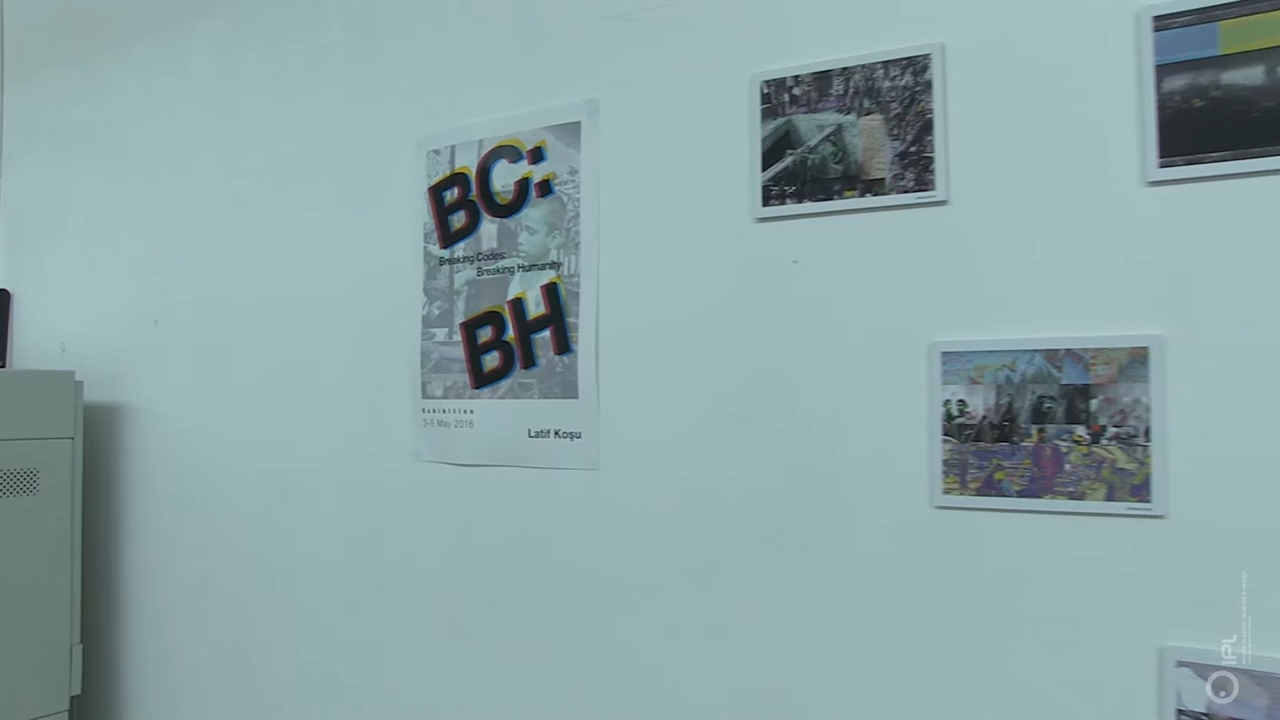 BC:
Breaking Codes:
Breaking Humanity
BH
Exhibition
3-5 May 2016
Latif Koşu
IPL